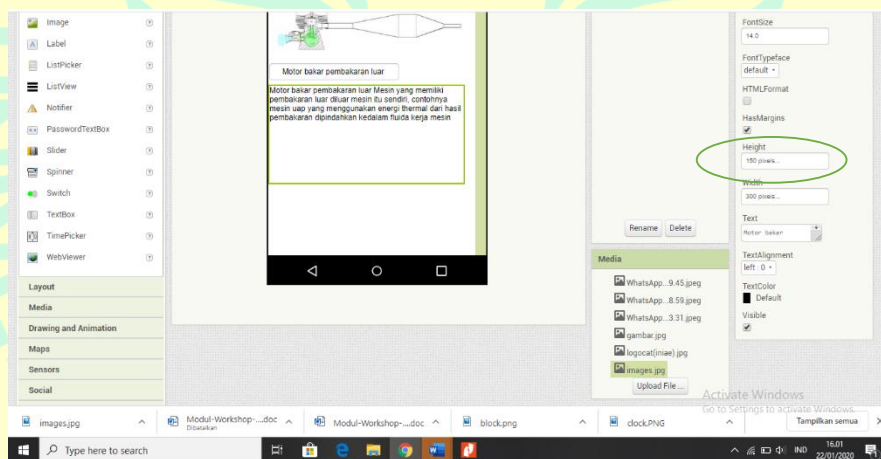 Image
Label
ListPicker
ListView
Notifier
PasswordTextBox
Slider
Spinner
Switch
TextBox
TimePicker
WebViewer
Layout
Media
Drawing and Animation
Maps
Sensors
Social
Motor bakar pembakaran luar
Motor bakar pembakaran luar Mesin yang memiliki
pembakaran luar diluar mesin itu sendiri, contohnya
mesin uap yang menggunakan energi thermal dari hasil
pembakaran dipindahkan kedalam fluida kerja mesin
Rename Delete
Media
WhatsApp...9.45.jpeg
WhatsApp...8.59.jpeg
WhatsApp...3.31.jpeg
gambar.jpg
logocat(iniae).jpg
images.jpg
Upload File ...
FontSize
14.0
FontTypeface
default
HTMLFormat
HasMargins
Height
150 pixels...
Width
300 pixels...
Text
Motor bakar
TextAlignment
left : 0
TextColor
Default
Visible
Activate Windows
Go to Settings to activate Windows.
images.jpg
Modul-Workshop-....doc
Dibatalkan
Modul-Workshop-....doc
block.png
clock.PNG
Tampilkan semua
Type here to search
IND
16.01
22/01/2020